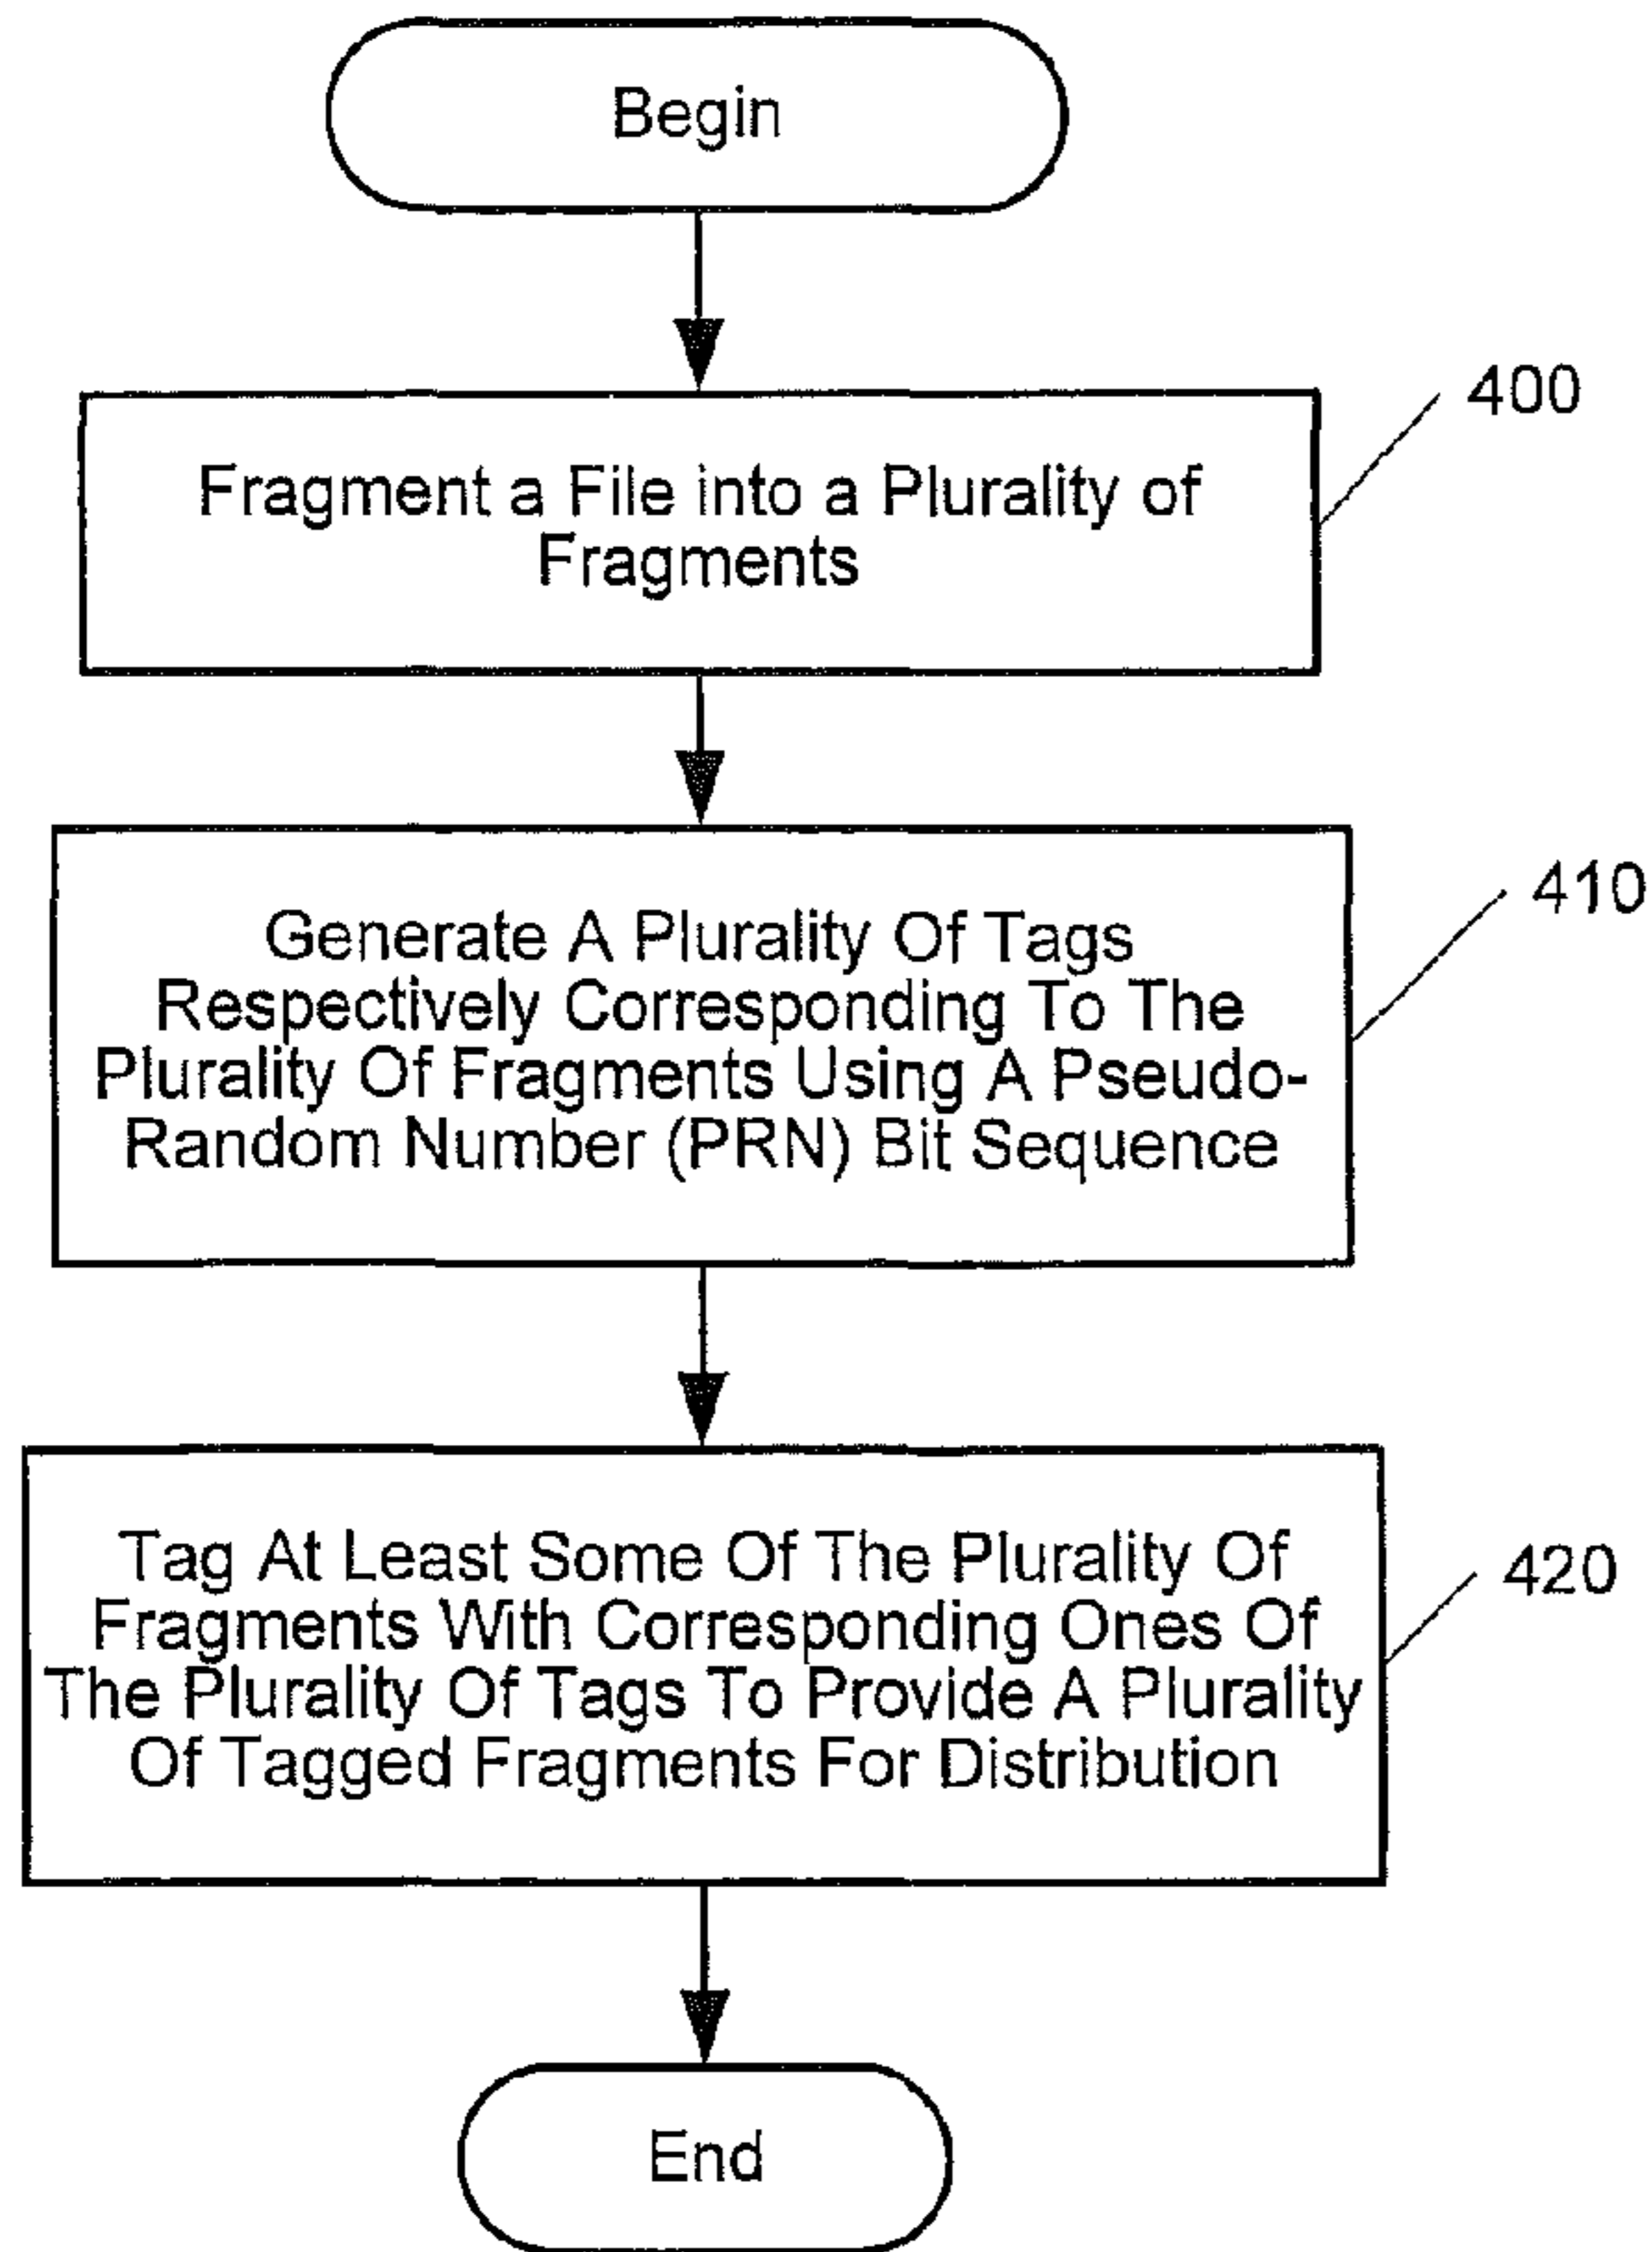 Begin
400
Fragment a File into a Plurality of
Fragments
410
Generate A Plurality Of Tags
Respectively Corresponding To The
Plurality Of Fragments Using A Pseudo-
Random Number (PRN) Bit Sequence
420
Tag At Least Some Of The Plurality Of
Fragments With Corresponding Ones Of
The Plurality Of Tags To Provide A Plurality
Of Tagged Fragments For Distribution
End